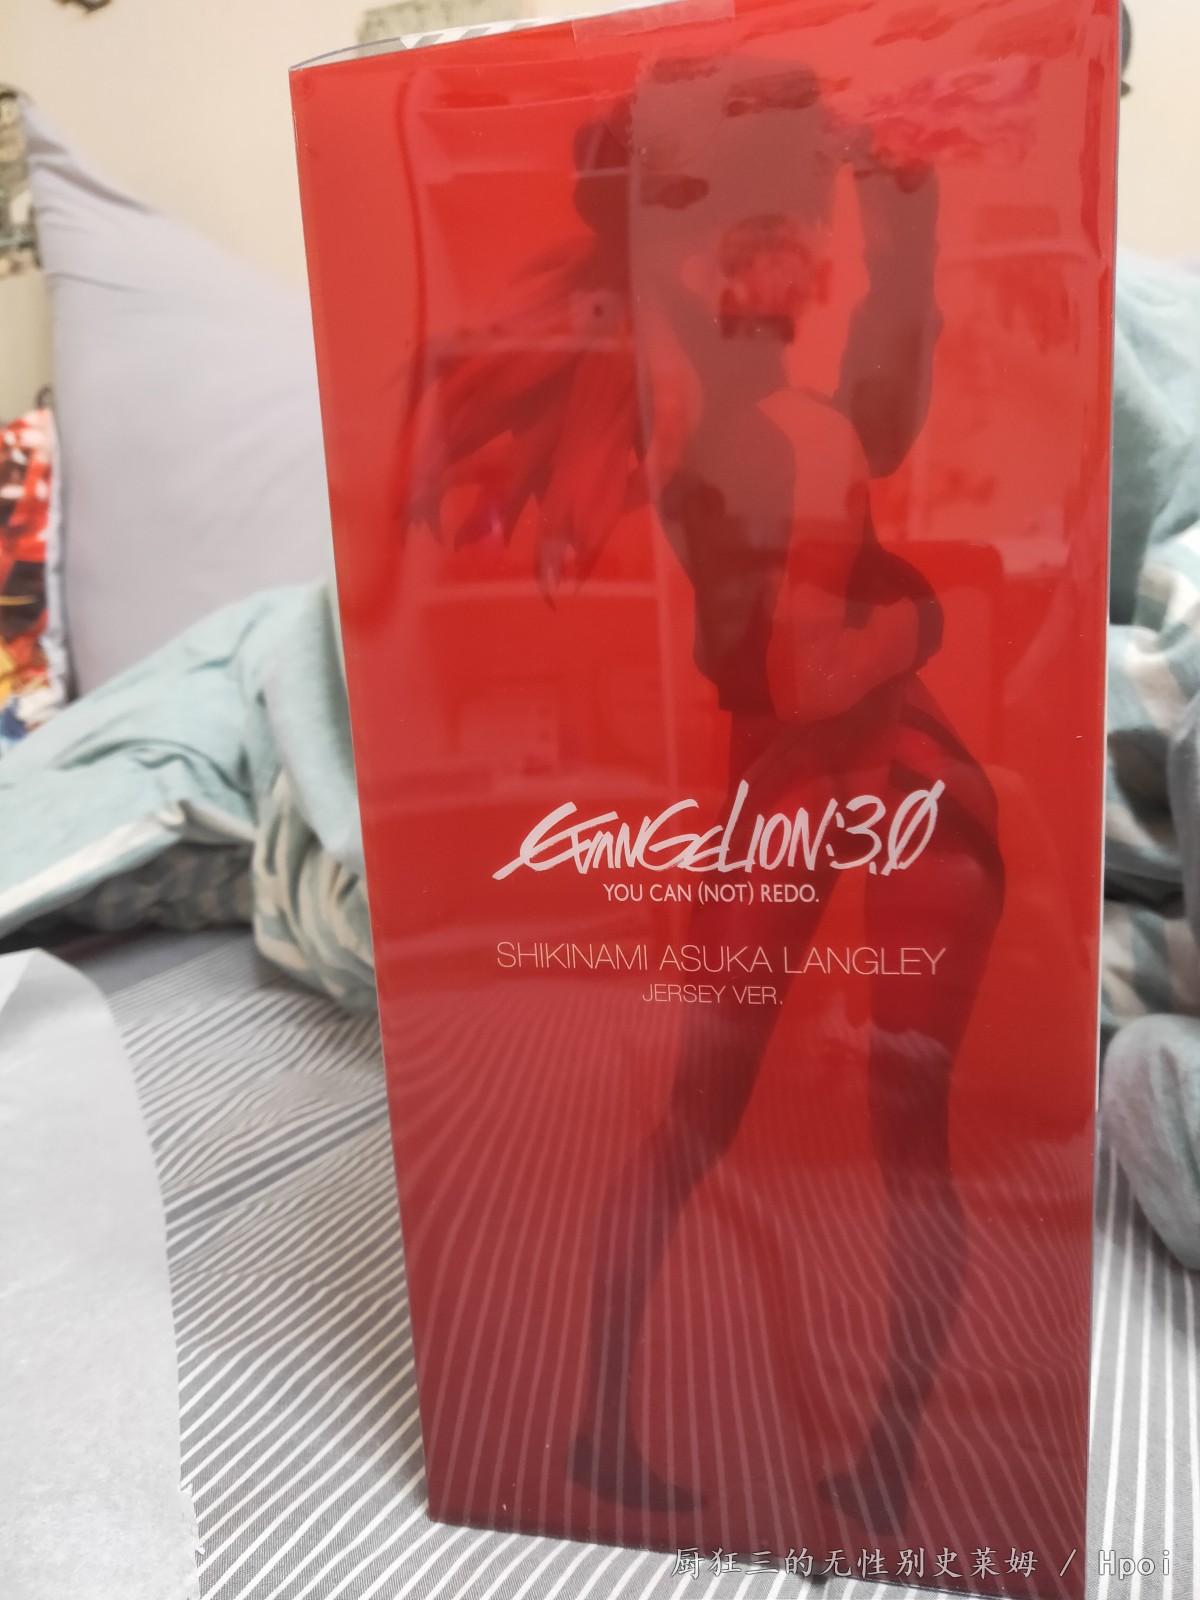 EVANGELION:3.0
YOU CAN (NOT) REDO.
SHIKINAMI ASUKA LANGLEY
JERSEY VER.
厨狂三的无性别史莱姆 / Hpoi